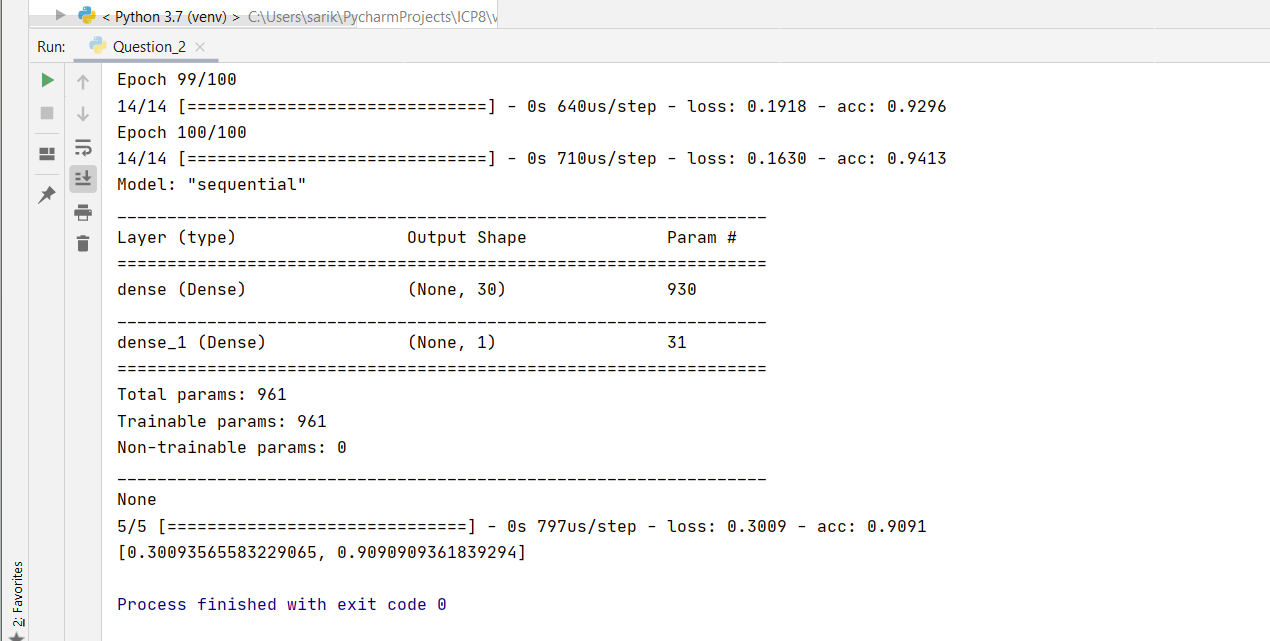 < Python 3.7 (venv) > C:\Users\sarik\PycharmProjects\ICP8\v
Run: Question_2 ×
Epoch 99/100
14/14 [==============================] - 0s 640us/step - loss: 0.1918 - acc: 0.9296
Epoch 100/100
14/14 [==============================] - 0s 710us/step - loss: 0.1630 - acc: 0.9413
Model: "sequential"
_________________________________________________________________
Layer (type)                 Output Shape              Param #
=================================================================
dense (Dense)                (None, 30)                930
_________________________________________________________________
dense_1 (Dense)              (None, 1)                 31
=================================================================
Total params: 961
Trainable params: 961
Non-trainable params: 0
_________________________________________________________________
None
5/5 [==============================] - 0s 797us/step - loss: 0.3009 - acc: 0.9091
[0.30093565583229065, 0.9090909361839294]
Process finished with exit code 0
2: Favorites